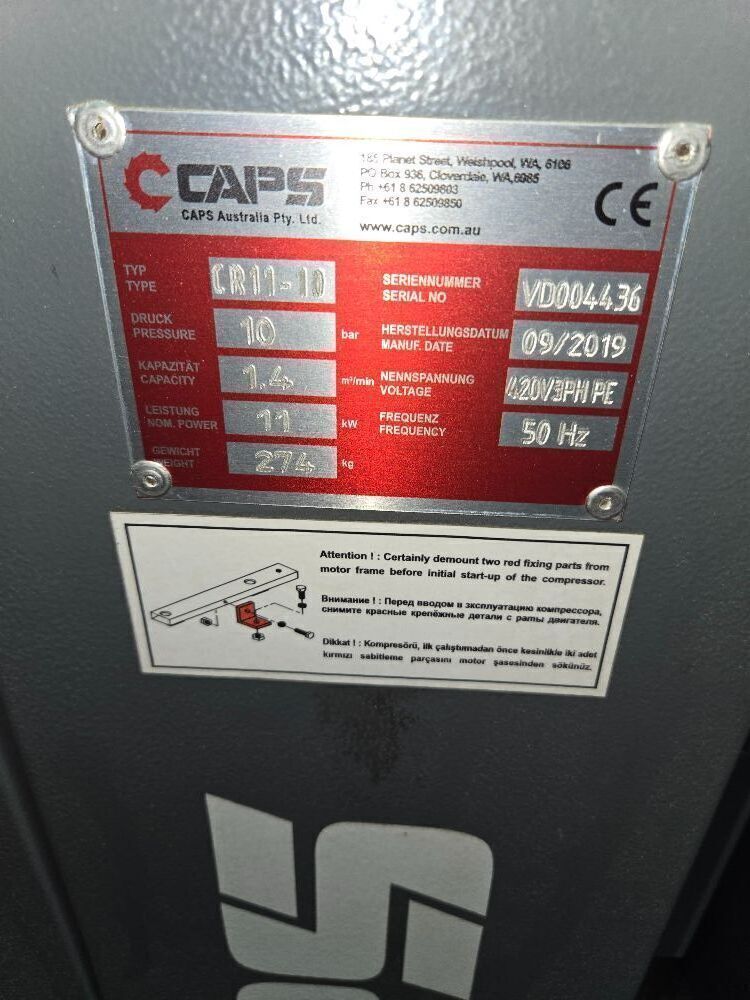 CAPS
CAPS Australia Pty. Ltd.
185 Planet Street, Welshpool, WA, 6106
PO Box 936, Cloverdale, WA,6985
Ph +61 8 62509803
Fax +61 8 62509850
www.caps.com.au
CE
TYP
TYPE
CR11-10
SERIENNUMMER
SERIAL NO
VD004436
DRUCK
PRESSURE
10
bar
HERSTELLUNGSDATUM
MANUF. DATE
09/2019
KAPAZITÄT
CAPACITY
1.4
m³/min
NENNSPANNUNG
VOLTAGE
420V3PH PE
LEISTUNG
NOM. POWER
11
kW
FREQUENZ
FREQUENCY
50 Hz
GEWICHT
WEIGHT
274
kg
Attention ! : Certainly demount two red fixing parts from
motor frame before initial start-up of the compressor.
Внимание ! : Перед вводом в эксплуатацию компрессора,
снимите красные крепёжные детали с рамы двигателя.
Dikkat ! : Kompresörü, ilk çalıştırmadan önce kesinlikle iki adet
kırmızı sabitleme parçasını motor şasesinden sökünüz.